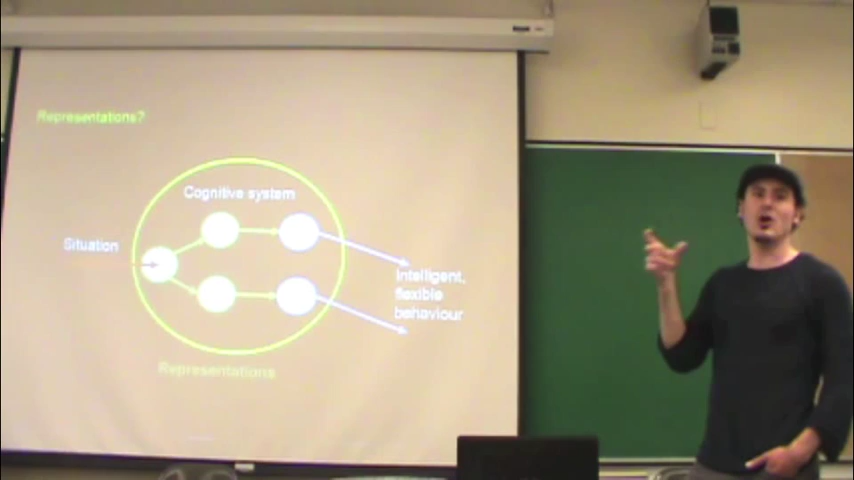 Representations?
Cognitive system
Situation
Intelligent,
flexible
behaviour
Representations